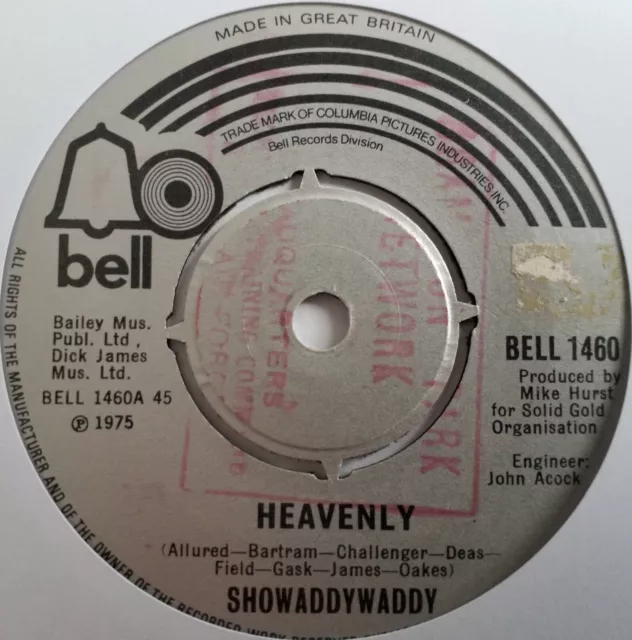 MADE IN GREAT BRITAIN
TRADE MARK OF COLUMBIA PICTURES INDUSTRIES, INC.
Bell Records Division
bell
Bailey Mus.
Publ. Ltd,
Dick James
Mus. Ltd.
BELL 1460A 45
Ⓟ 1975
BELL 1460
Produced by
Mike Hurst
for Solid Gold
Organisation
Engineer:
John Acock
NETWORK
HEAVENLY
(Allured—Bartram—Challenger—Deas—
Field—Gask—James—Oakes)
SHOWADDYWADDY
ALL RIGHTS OF THE MANUFACTURER AND OF THE OWNER OF THE RECORDED WORK RESERVED